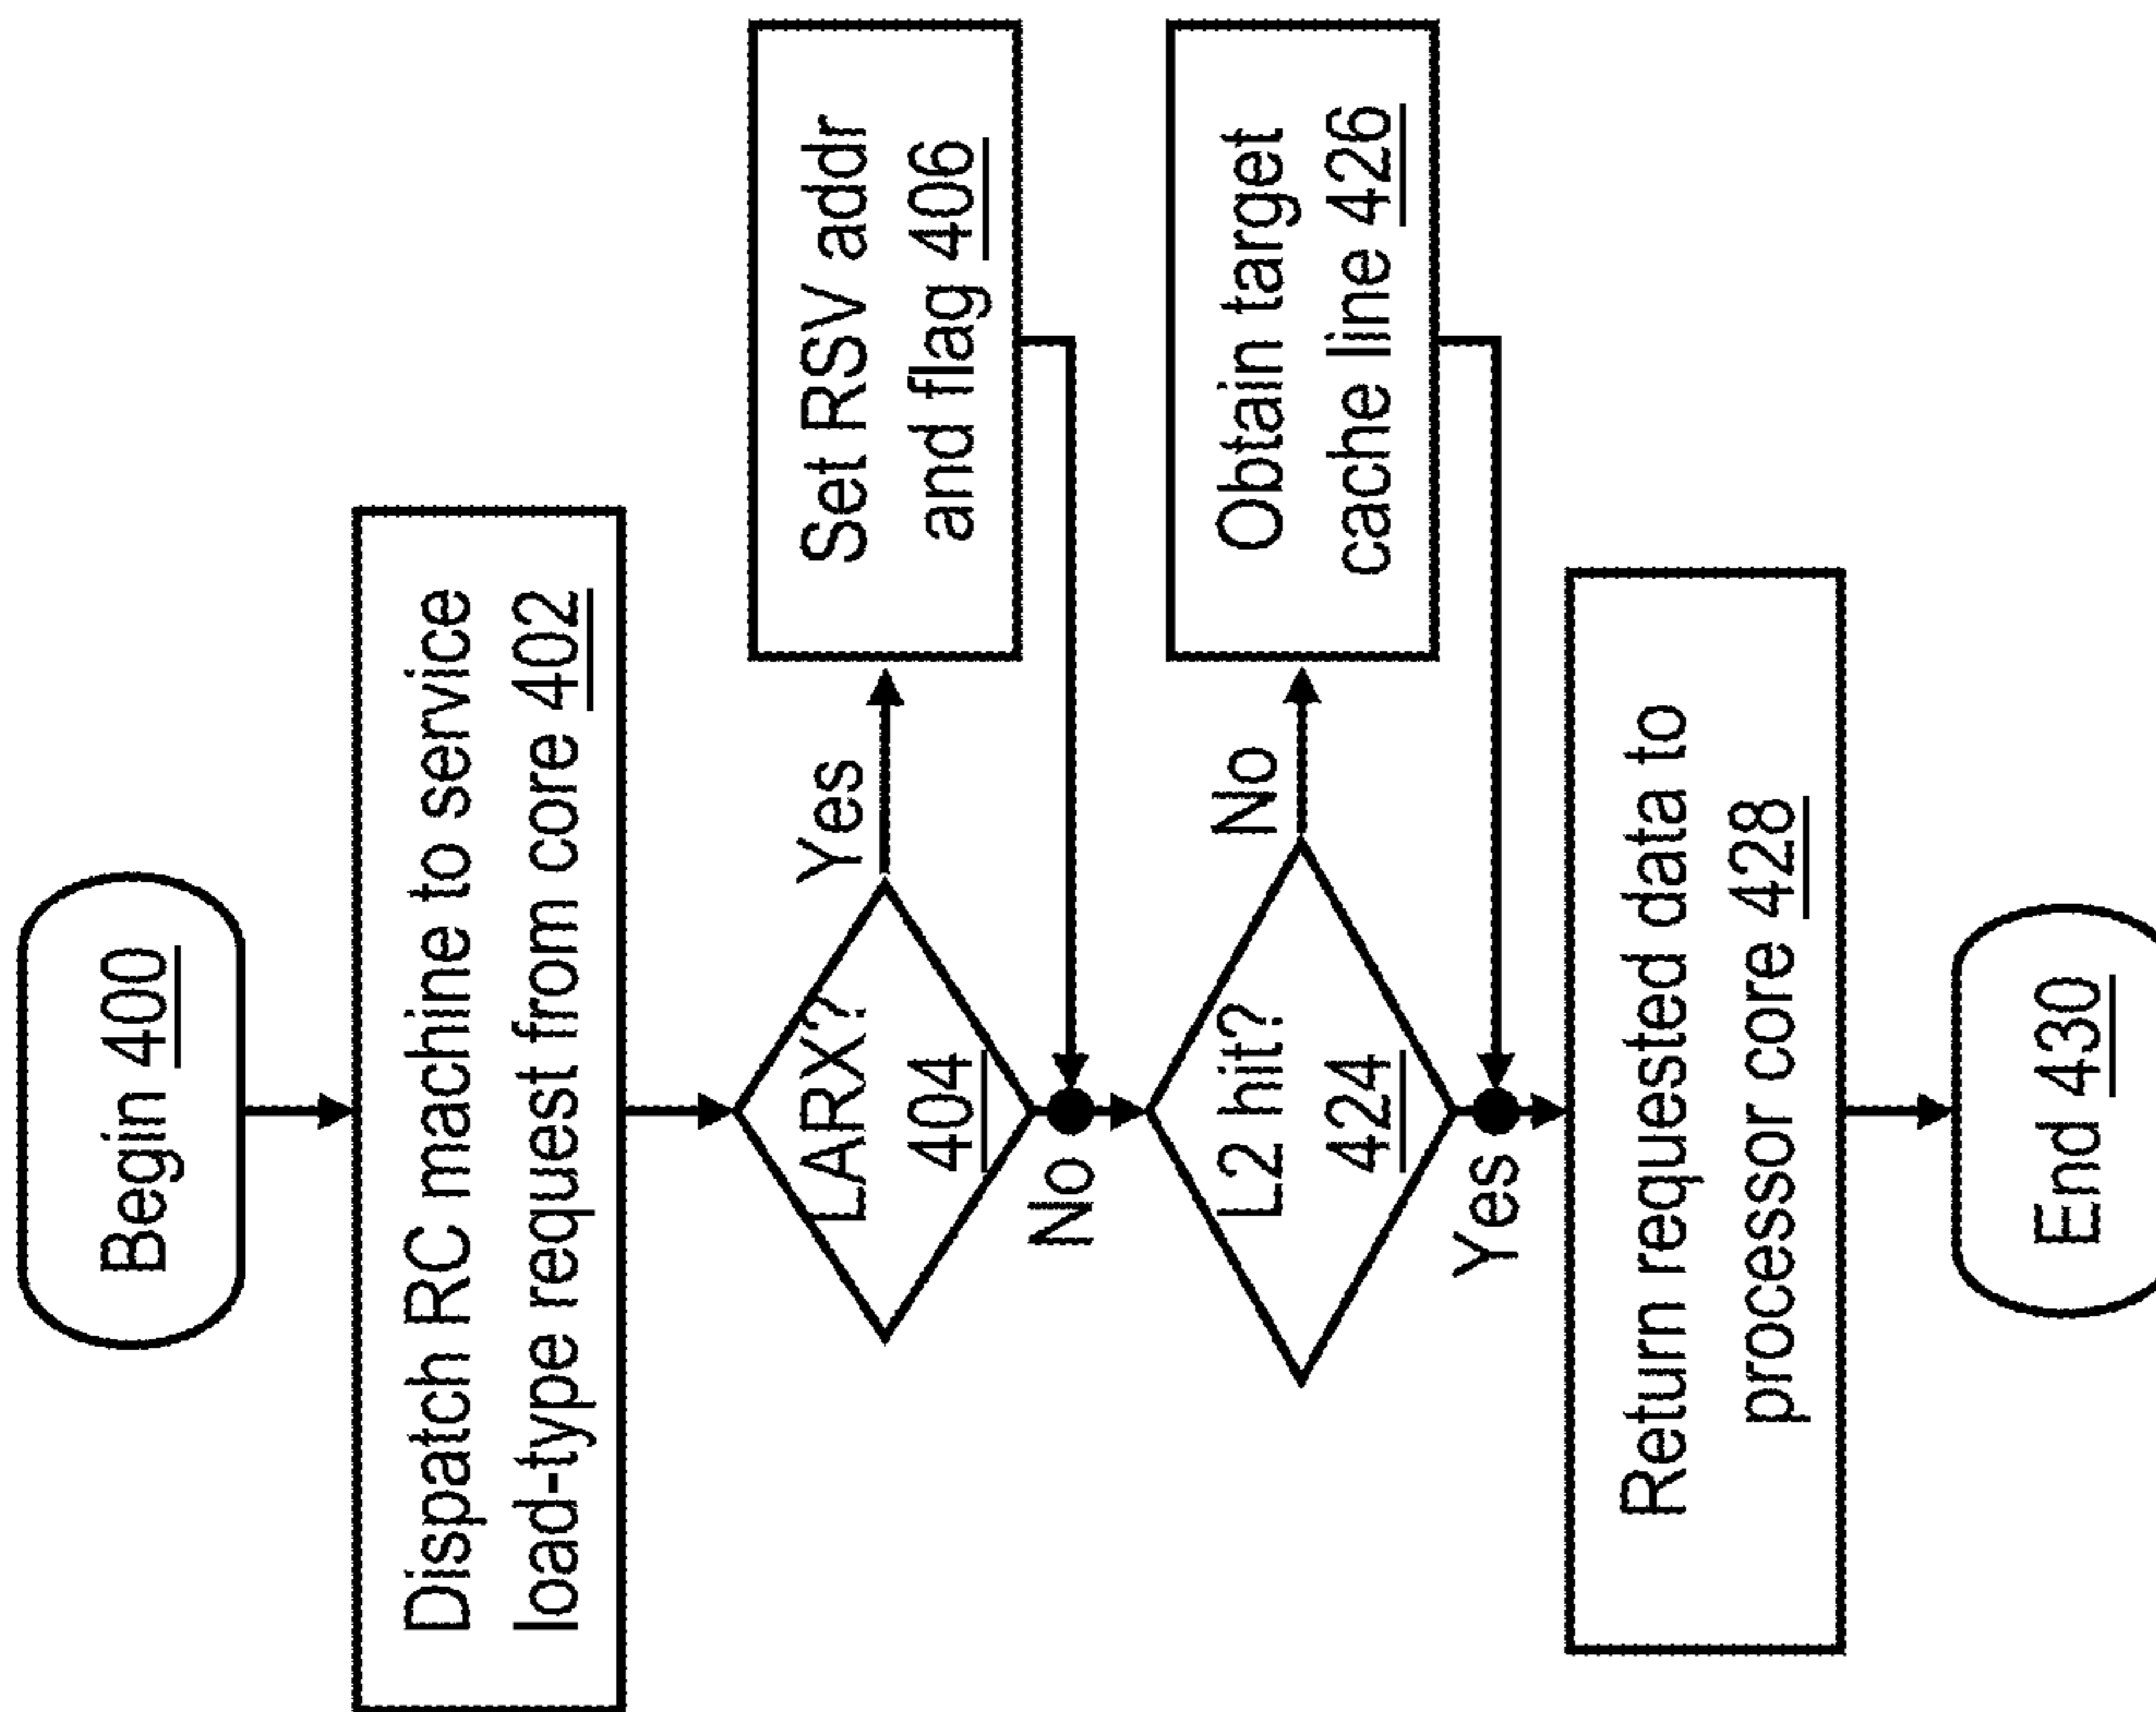 Begin 400
Dispatch RC machine to service
load-type request from core 402
LARX?
404
Yes
Set RSV addr
and flag 406
No
L2 hit?
424
No
Obtain target
cache line 426
Yes
Return requested data to
processor core 428
End 430